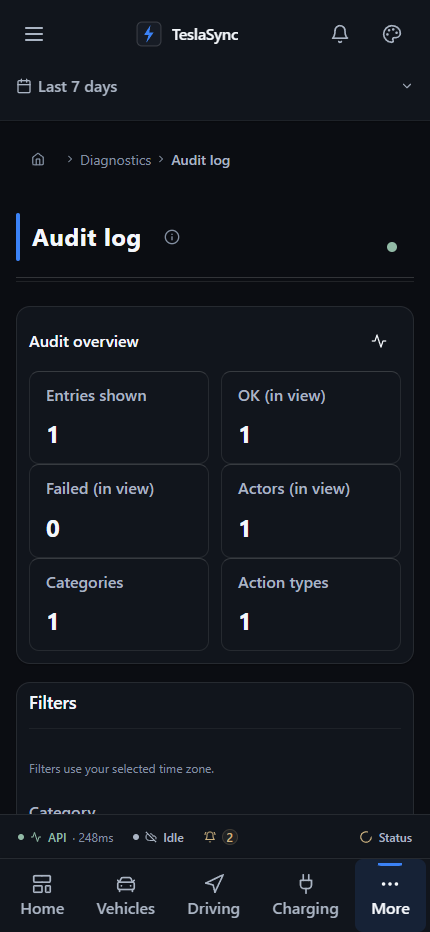 TeslaSync
Last 7 days
Diagnostics Audit log
Audit log
Audit overview
Entries shown
1
OK (in view)
1
Failed (in view)
0
Actors (in view)
1
Categories
1
Action types
1
Filters
Filters use your selected time zone.
Category
API · 248ms Idle 2 Status
Home Vehicles Driving Charging More